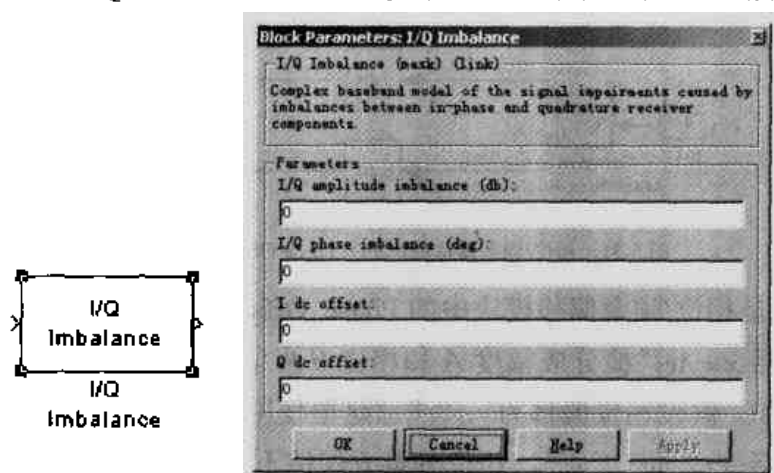 Block Parameters: I/Q Imbalance
I/Q Imbalance (mask) (link)
Complex baseband model of the signal impairments caused by
imbalances between in-phase and quadrature receiver
components.
Parameters
I/Q amplitude imbalance (db):
0
I/Q phase imbalance (deg):
0
I dc offset:
0
Q dc offset:
0
OK Cancel Help Apply
I/Q
Imbalance
I/Q
Imbalance